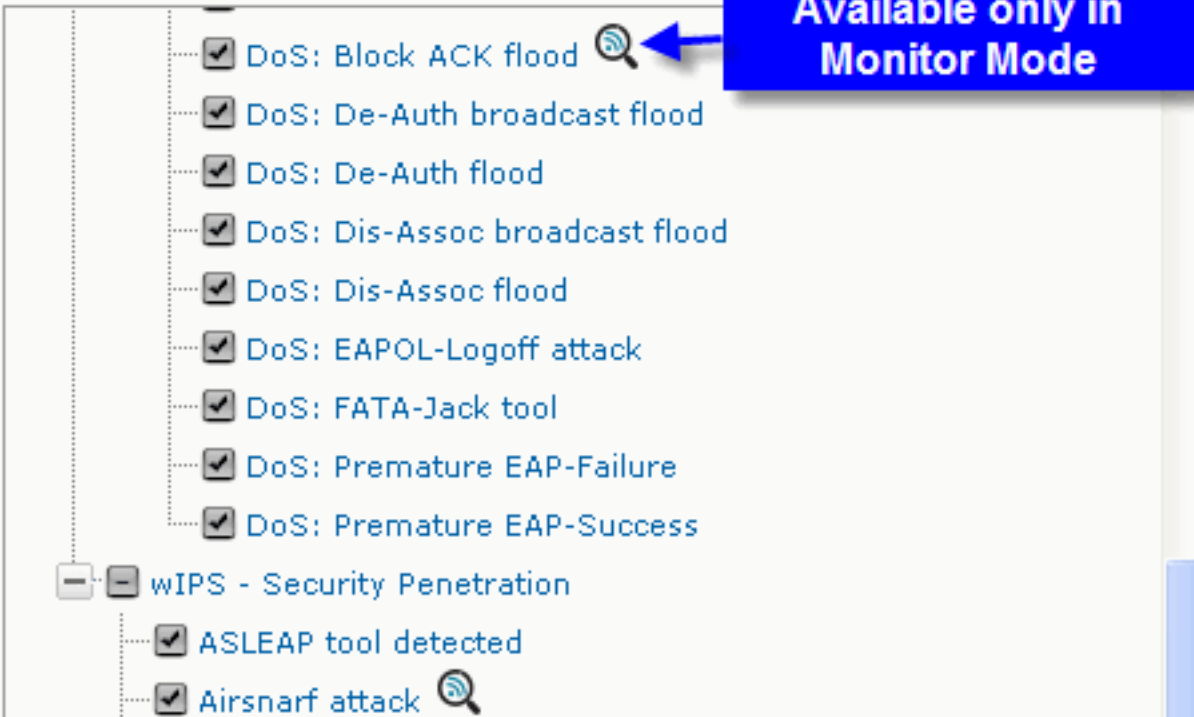 Available only in
Monitor Mode
DoS: Block ACK flood
DoS: De-Auth broadcast flood
DoS: De-Auth flood
DoS: Dis-Assoc broadcast flood
DoS: Dis-Assoc flood
DoS: EAPOL-Logoff attack
DoS: FATA-Jack tool
DoS: Premature EAP-Failure
DoS: Premature EAP-Success
wIPS - Security Penetration
ASLEAP tool detected
Airsnarf attack